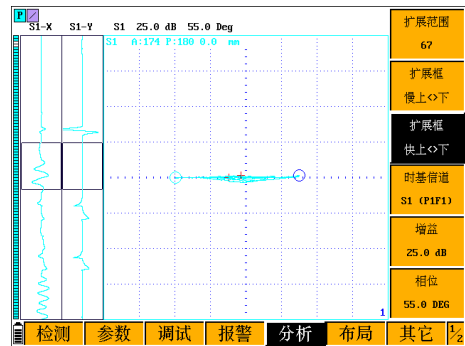 P
S1-X S1-Y S1 25.0 dB 55.0 Deg
S1 A:174 P:180 0.0 mm
扩展范围
67
扩展框
慢上<>下
扩展框
快上<>下
时基信道
S1 (P1F1)
增益
25.0 dB
相位
55.0 DEG
1
检测 参数 调试 报警 分析 布局 其它 1/2